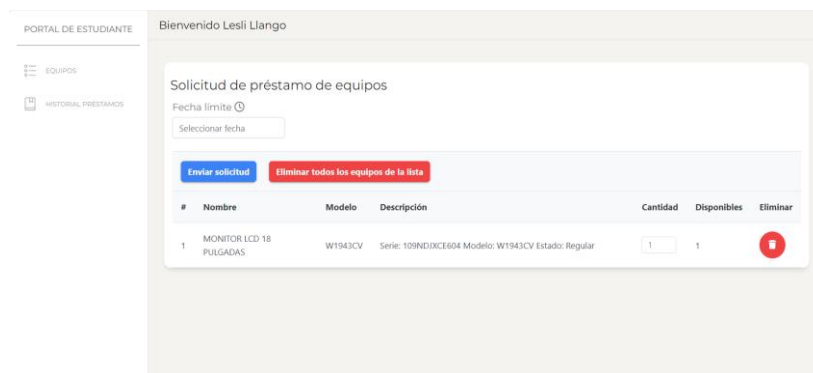 PORTAL DE ESTUDIANTE
Bienvenido Lesli Llango
EQUIPOS
HISTORIAL PRÉSTAMOS
Solicitud de préstamo de equipos
Fecha límite
Seleccionar fecha
Enviar solicitud Eliminar todos los equipos de la lista
# Nombre Modelo Descripción Cantidad Disponibles Eliminar
1 MONITOR LCD 18 W1943CV Serie: 109NDJXCE604 Modelo: W1943CV Estado: Regular 1 1
PULGADAS